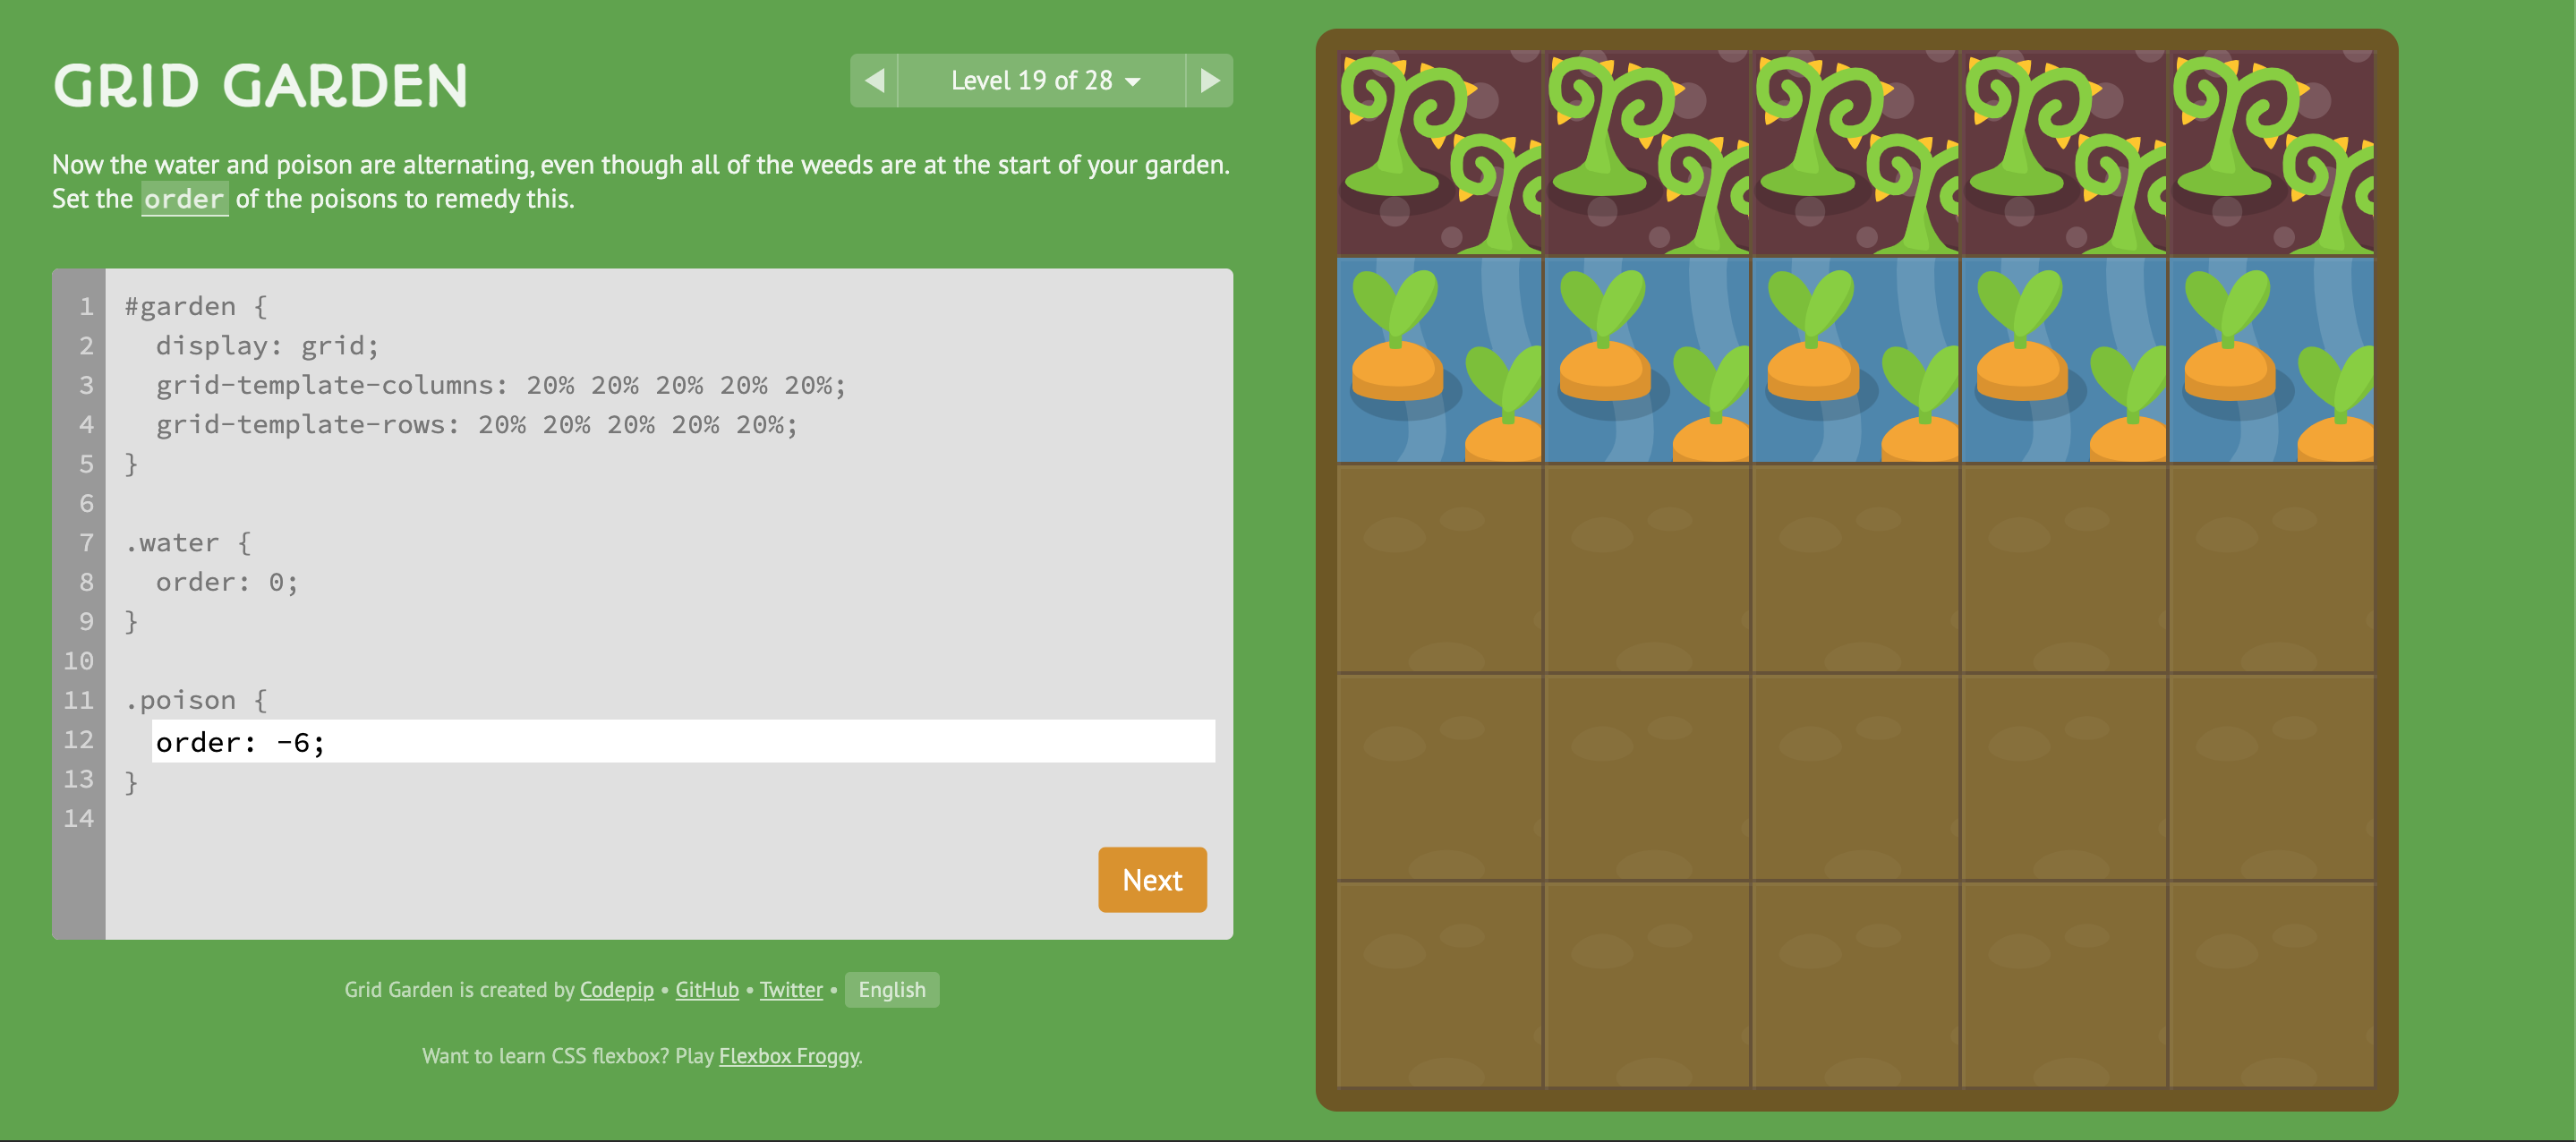 GRID GARDEN
Level 19 of 28
Now the water and poison are alternating, even though all of the weeds are at the start of your garden.
Set the order of the poisons to remedy this.
1 #garden {
2 display: grid;
3 grid-template-columns: 20% 20% 20% 20% 20%;
4 grid-template-rows: 20% 20% 20% 20% 20%;
5 }
6
7 .water {
8 order: 0;
9 }
10
11 .poison {
12 order: -6;
13 }
14
Next
Grid Garden is created by Codepip • GitHub • Twitter • English
Want to learn CSS flexbox? Play Flexbox Froggy.